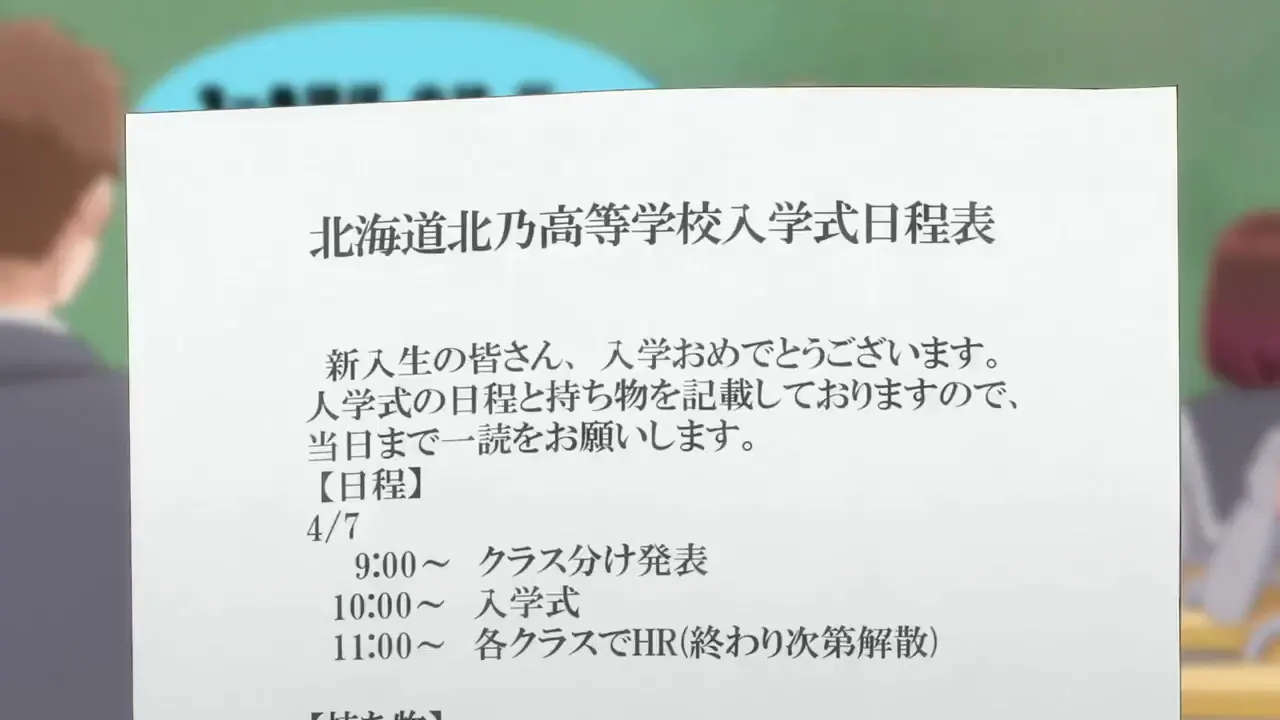 北海道北乃高等学校入学式日程表
新入生の皆さん、入学おめでとうございます。
入学式の日程と持ち物を記載しておりますので、
当日まで一読をお願いします。
【日程】
4/7
9:00～ クラス分け発表
10:00～ 入学式
11:00～ 各クラスでHR(終わり次第解散)